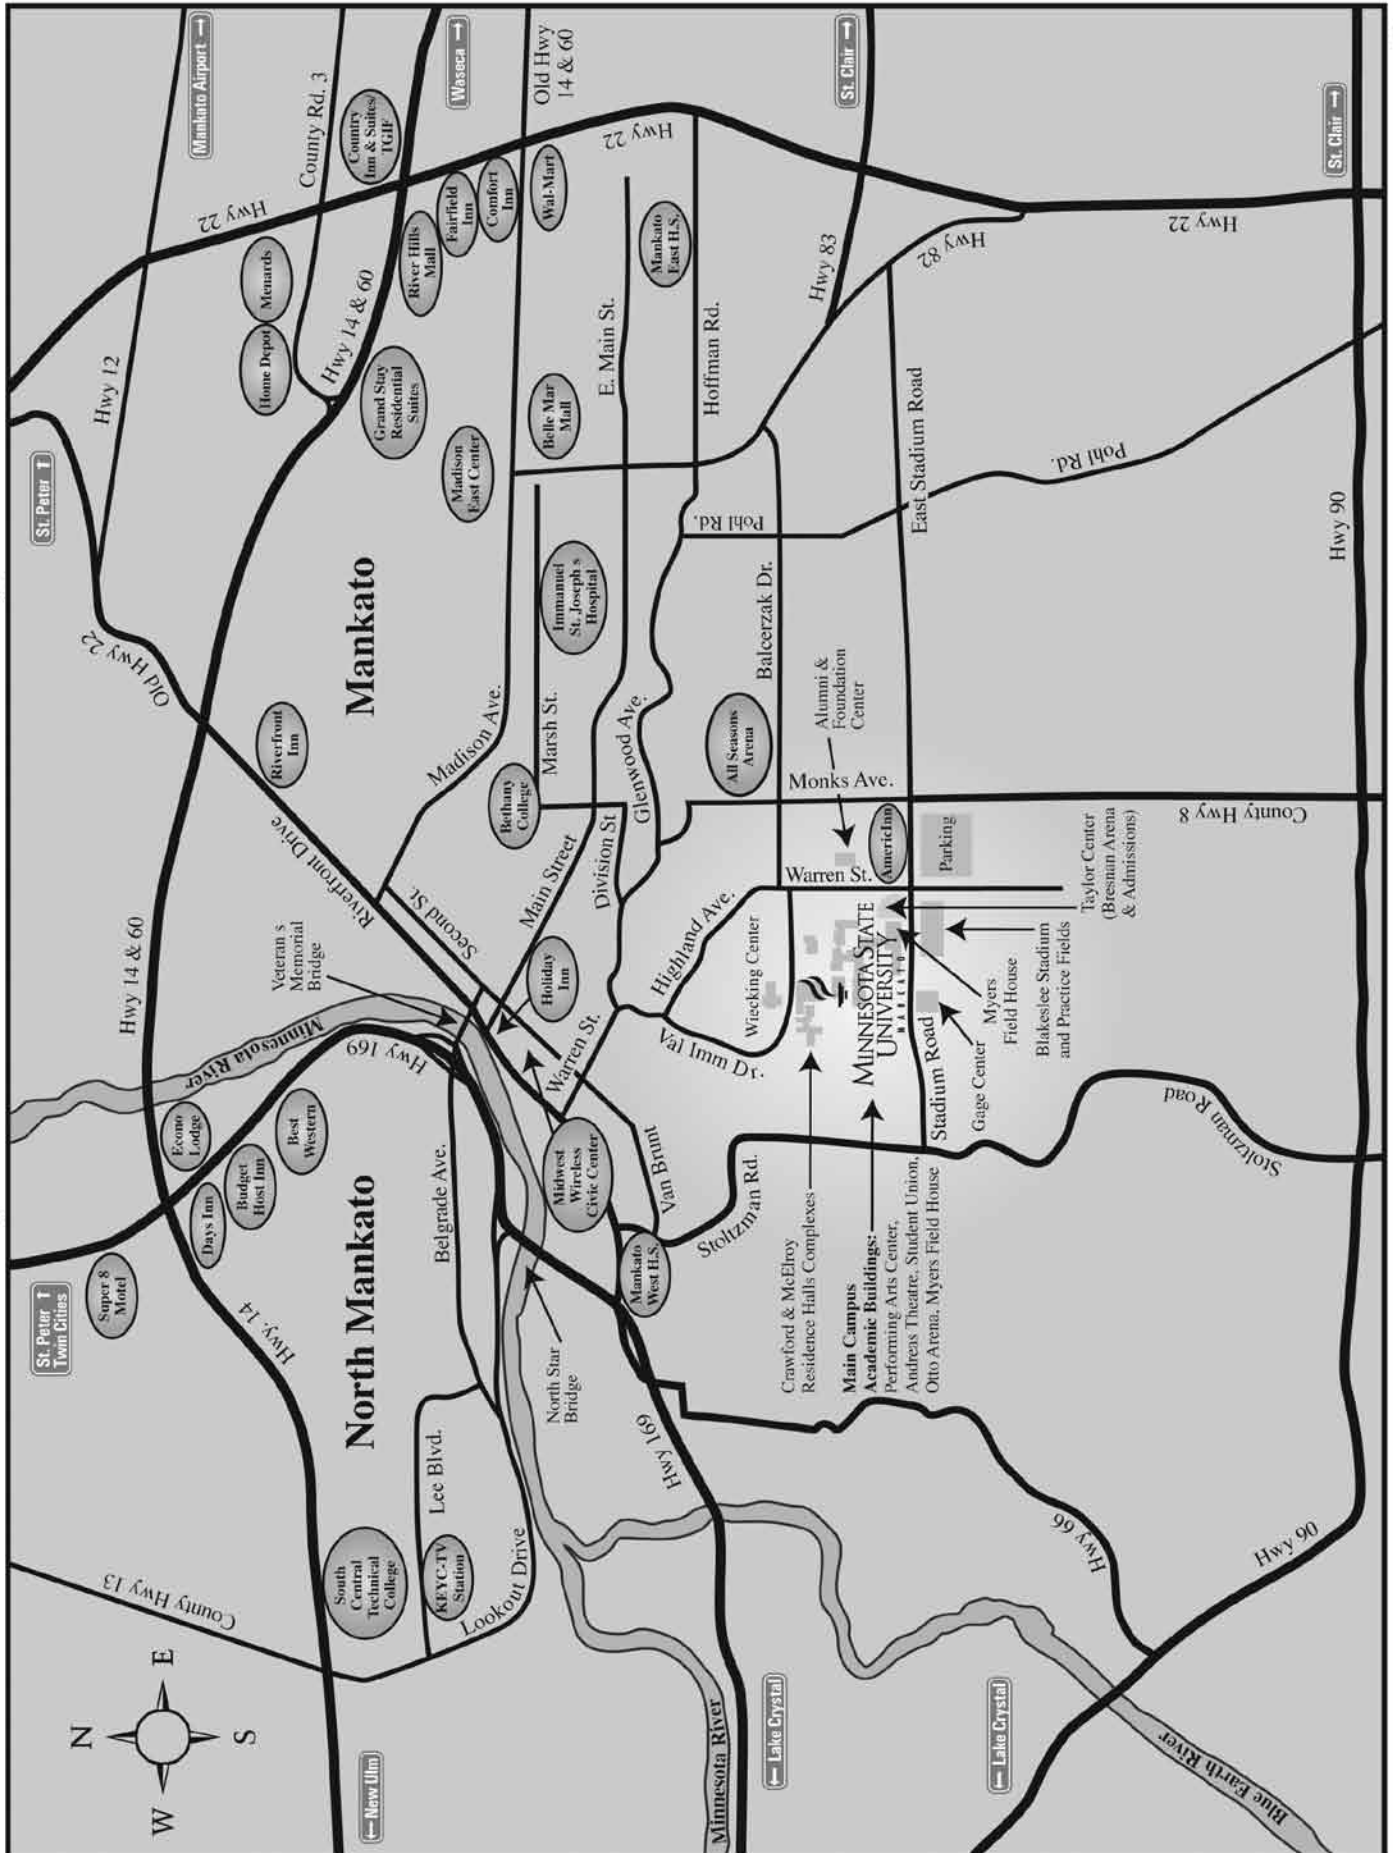 N
W
E
S
County Hwy 13
← New Ulm
Hwy. 14
St. Peter ↑
Twin Cities
Super 8
Motel
Days Inn
Econo
Lodge
Budget
Host Inn
Best
Western
Minnesota River
Hwy 14 & 60
Old Hwy 22
St. Peter ↑
Hwy 12
Mankato Airport →
Hwy 22
County Rd. 3
Home Depot
Menards
Riverfront
Inn
Hwy 14 & 60
Country
Inn & Suites/
TGIF
North Mankato
Mankato
South
Central
Technical
College
KEYC-TV
Station
Lee Blvd.
Lookout Drive
Belgrade Ave.
Hwy 169
Veteran s
Memorial
Bridge
Riverfront Drive
Second St.
Madison Ave.
Grand Stay
Residential
Suites
Madison
East Center
River Hills
Mall
Fairfield
Inn
Comfort
Inn
Waseca →
Old Hwy
14 & 60
Wal-Mart
Belle Mar
Mall
Immanuel
St. Joseph s
Hospital
Marsh St.
Bethany
College
Main Street
Holiday
Inn
Midwest
Wireless
Civic Center
Warren St.
Division St
Glenwood Ave.
E. Main St.
Mankato
East H.S.
Hwy 22
North Star
Bridge
Mankato
West H.S.
Van Brunt
Hwy 169
Stoltzman Rd.
Val Imm Dr.
Highland Ave.
Pohl Rd.
Hoffman Rd.
All Seasons
Arena
Balcerzak Dr.
Wiecking Center
Warren St.
Monks Ave.
Alumni &
Foundation
Center
Hwy 83
St. Clair →
Crawford & McElroy
Residence Halls Complexes
Main Campus
Academic Buildings:
Performing Arts Center,
Andreas Theatre, Student Union,
Otto Arena, Myers Field House
MINNESOTA STATE
UNIVERSITY
MANKATO
AmericInn
Stadium Road
East Stadium Road
Hwy 82
Parking
Gage Center
Myers
Field House
Blakeslee Stadium
and Practice Fields
Taylor Center
(Bresnan Arena
& Admissions)
Pohl Rd.
Minnesota River
← Lake Crystal
← Lake Crystal
Hwy 66
Stoltzman Road
County Hwy 8
Hwy 22
Blue Earth River
Hwy 90
Hwy 90
St. Clair →